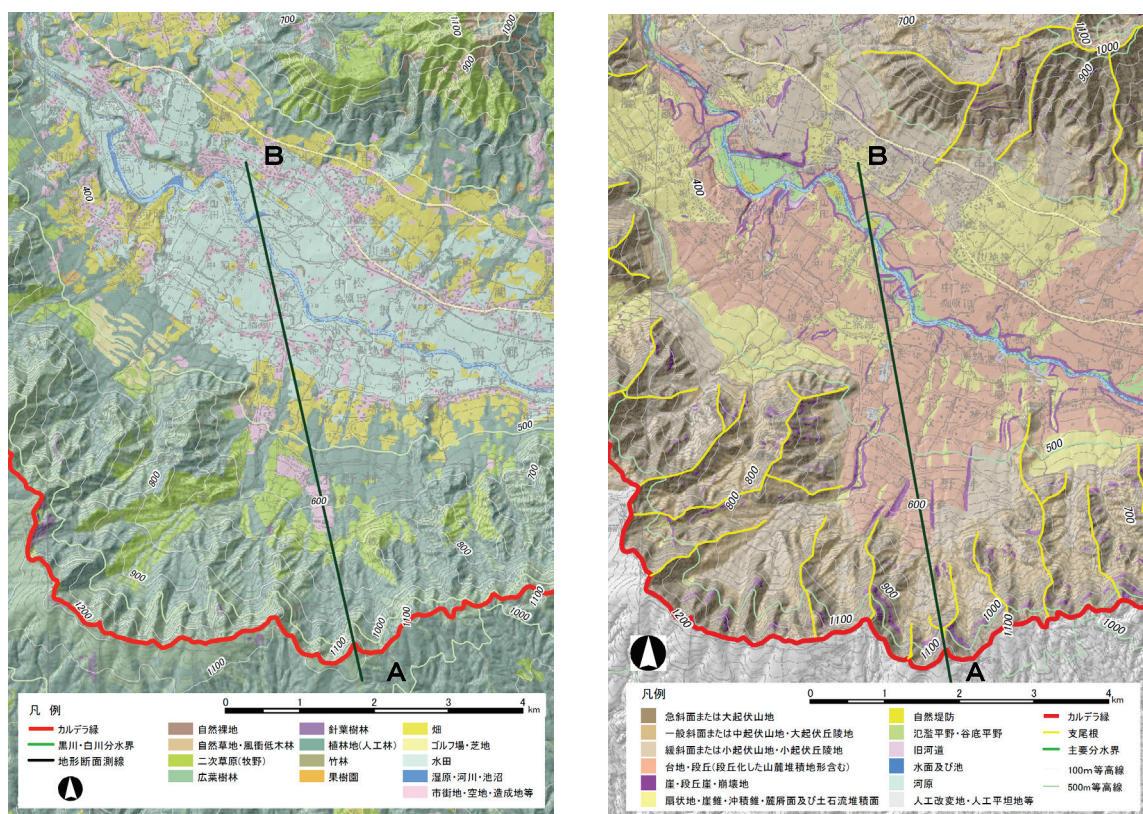 700
1100
1000
900
B
400
500
700
800
600
800
900
1200
1100
1100
1000
1100
1100
A
凡 例
カルデラ縁
黒川・白川分水界
地形断面測線
自然裸地
自然草地・風衝低木林
二次草原(牧野)
広葉樹林
針葉樹林
植林地(人工林)
竹林
果樹園
畑
ゴルフ場・芝地
水田
湿原・河川・池沼
市街地・空地・造成地等
0 1 2 3 4
km
700
1100
1000
900
B
400
500
800
800
600
700
900
1200
1100
1000
1100
1100
1000
A
凡例
0 1 2 3 4
km
急斜面または大起伏山地
一般斜面または中起伏山地・大起伏丘陵地
緩斜面または小起伏山地・小起伏丘陵地
台地・段丘(段丘化した山麓堆積地形含む)
崖・段丘崖・崩壊地
扇状地・崖錐・沖積錐・麓屑面及び土石流堆積面
自然堤防
氾濫平野・谷底平野
旧河道
水面及び池
河原
人工改変地・人工平坦地等
カルデラ縁
支尾根
主要分水界
100m等高線
500m等高線